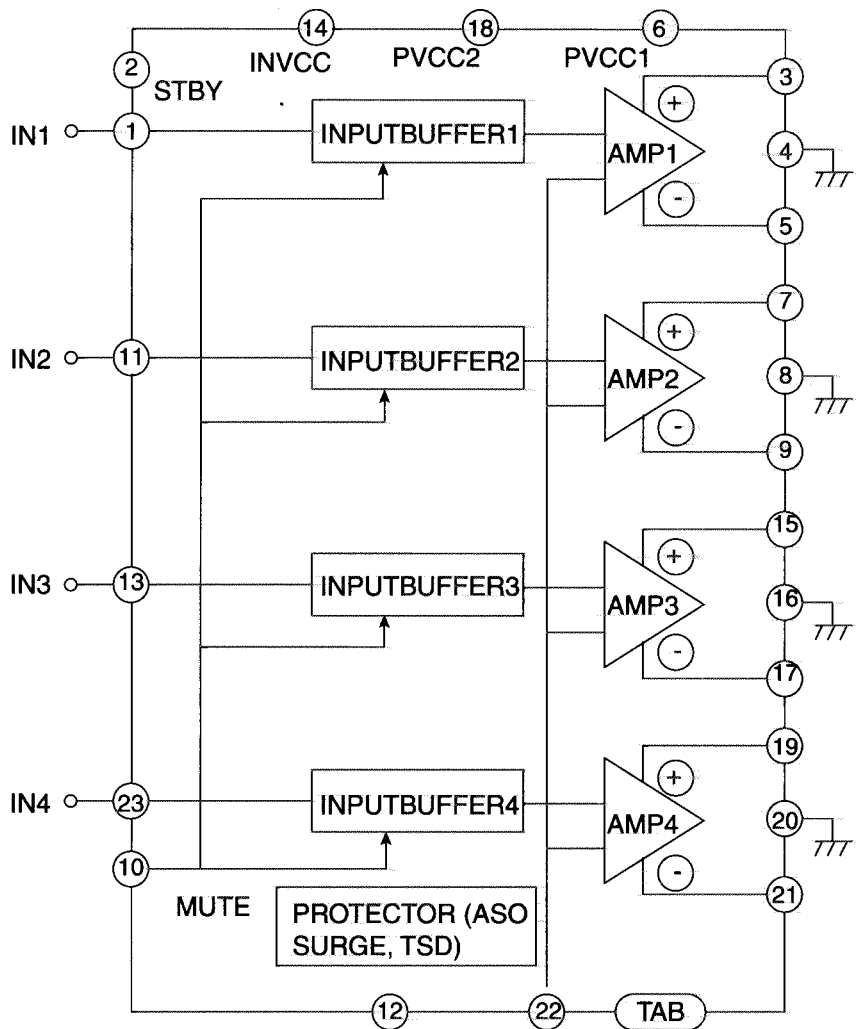 14
18
6
2
INVCC
PVCC2
PVCC1
STBY
3
IN1
1
INPUTBUFFER1
+
AMP1
4
-
5
7
IN2
11
INPUTBUFFER2
+
AMP2
8
-
9
15
IN3
13
INPUTBUFFER3
+
AMP3
16
-
17
19
IN4
23
INPUTBUFFER4
+
AMP4
20
10
-
21
MUTE
PROTECTOR (ASO
SURGE, TSD)
12
22
TAB